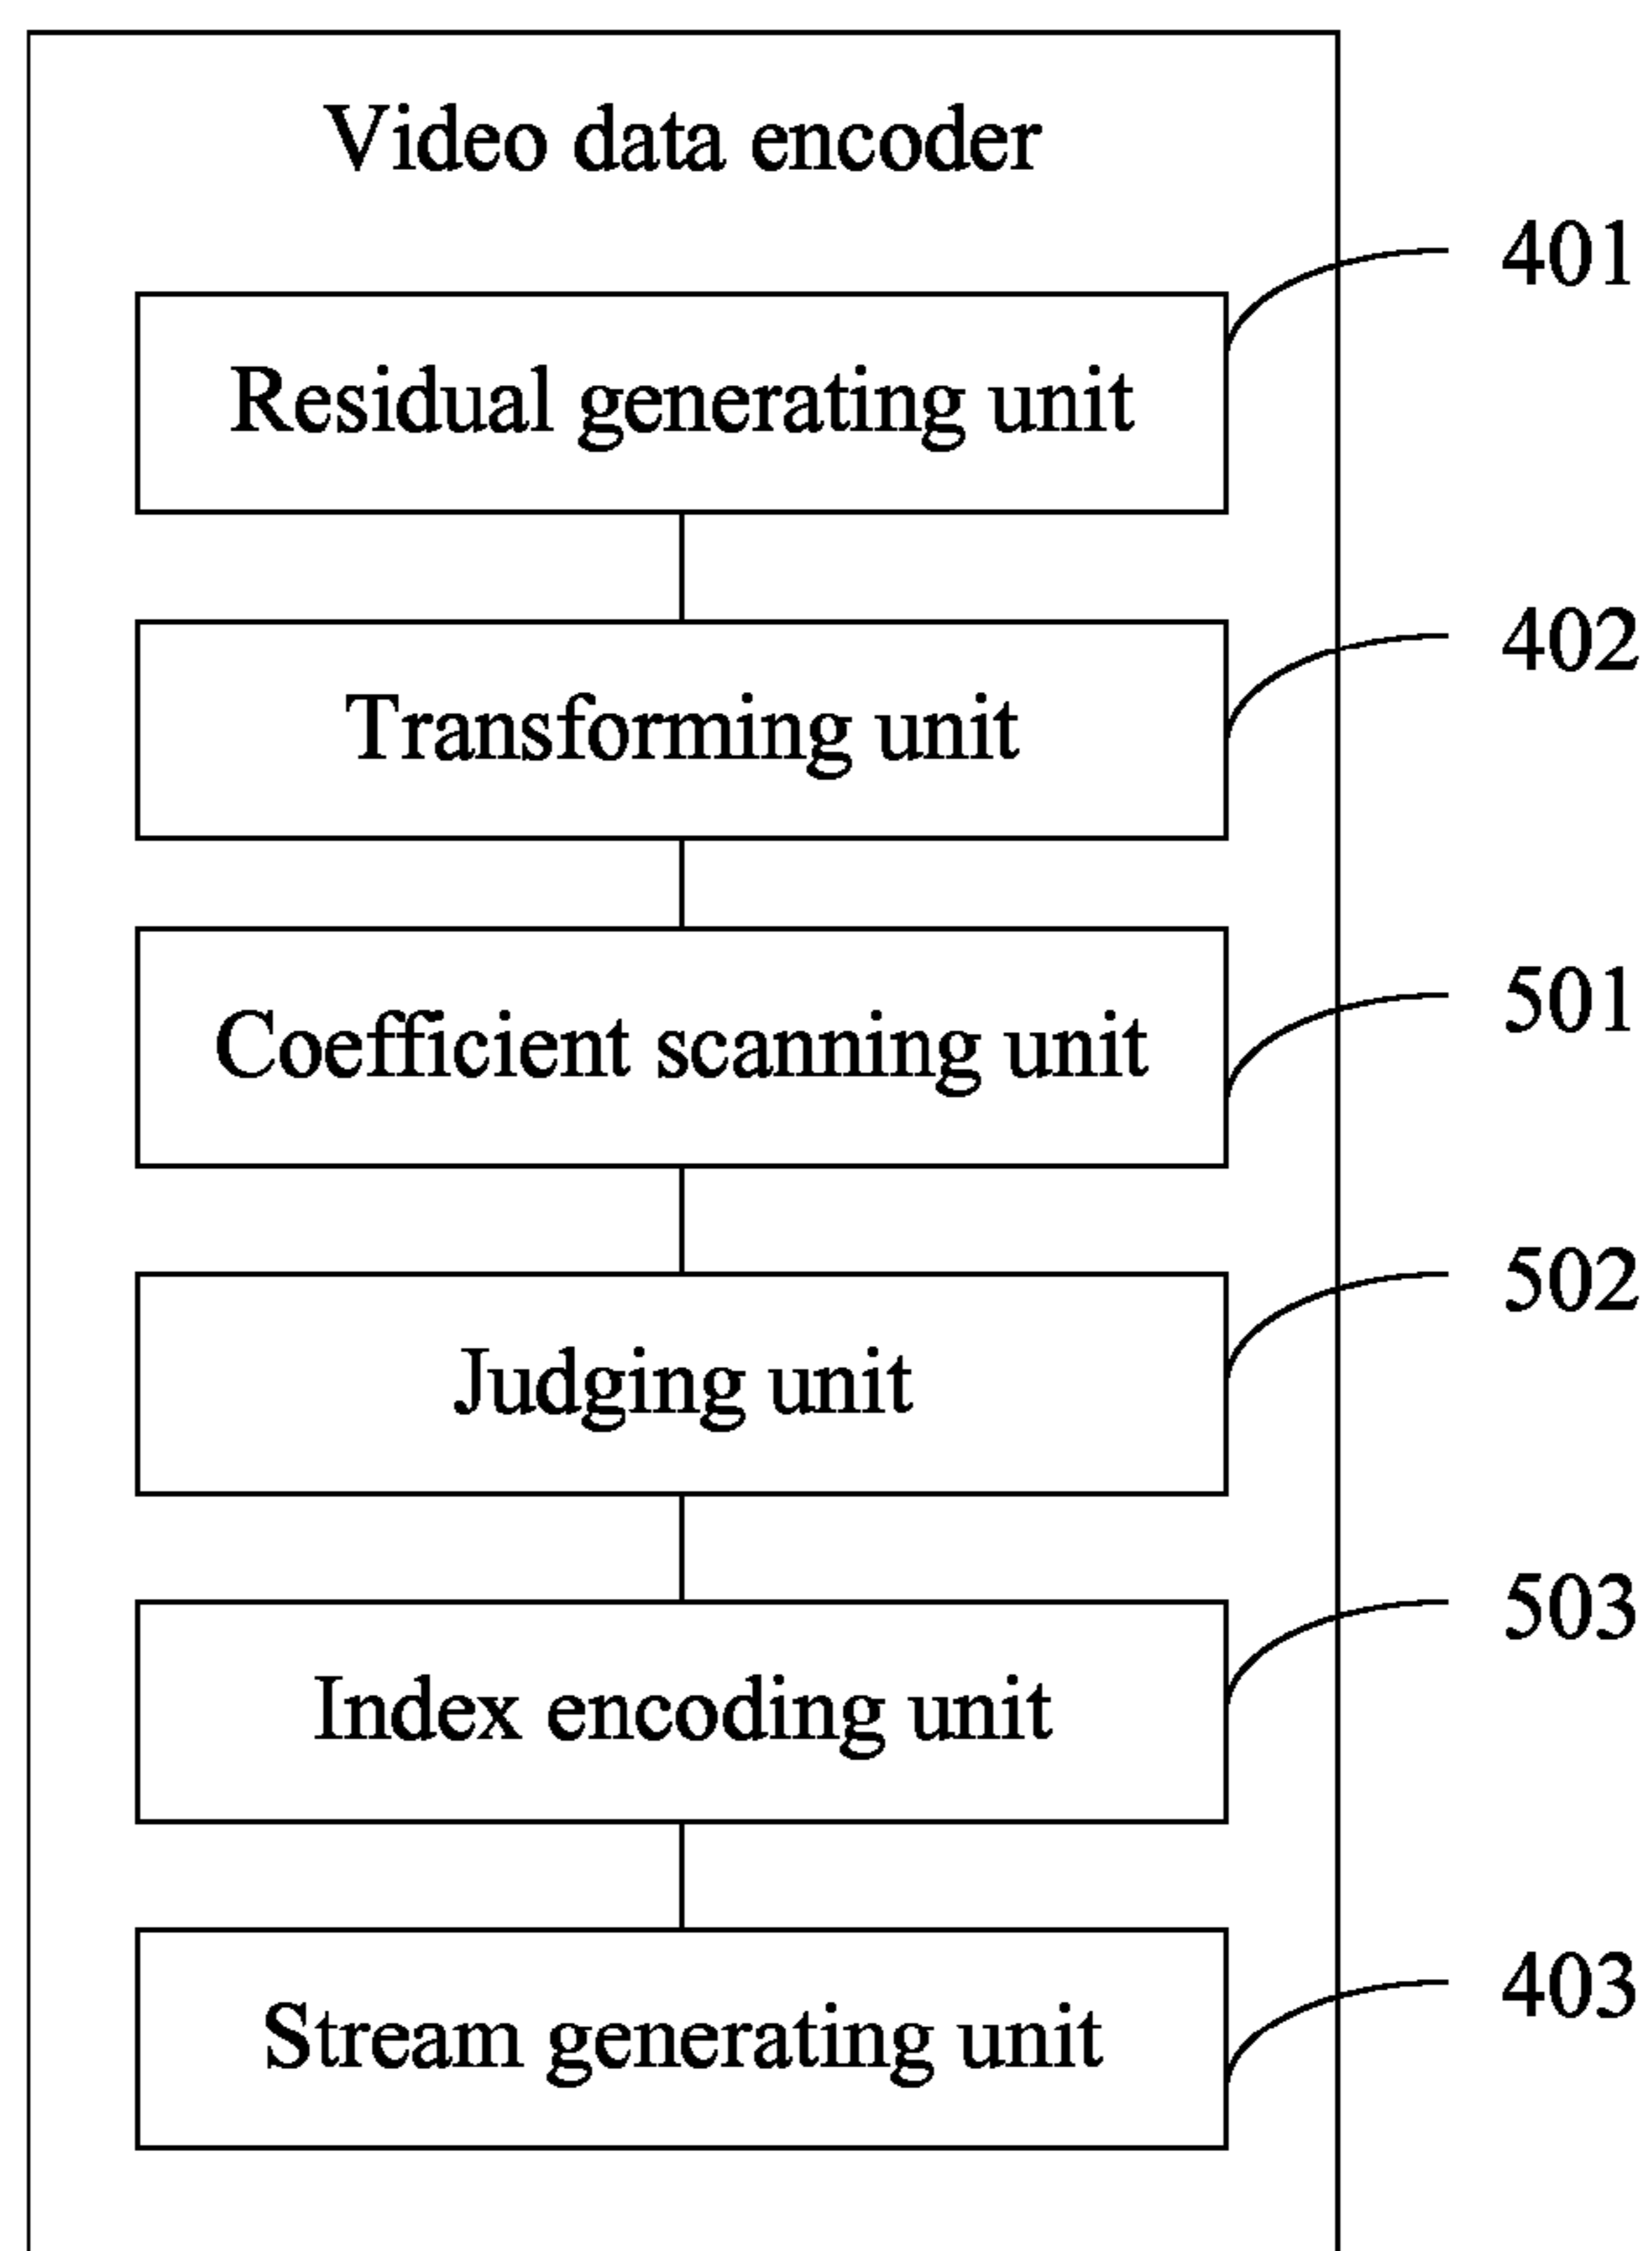 Video data encoder
401
Residual generating unit
402
Transforming unit
501
Coefficient scanning unit
502
Judging unit
503
Index encoding unit
403
Stream generating unit